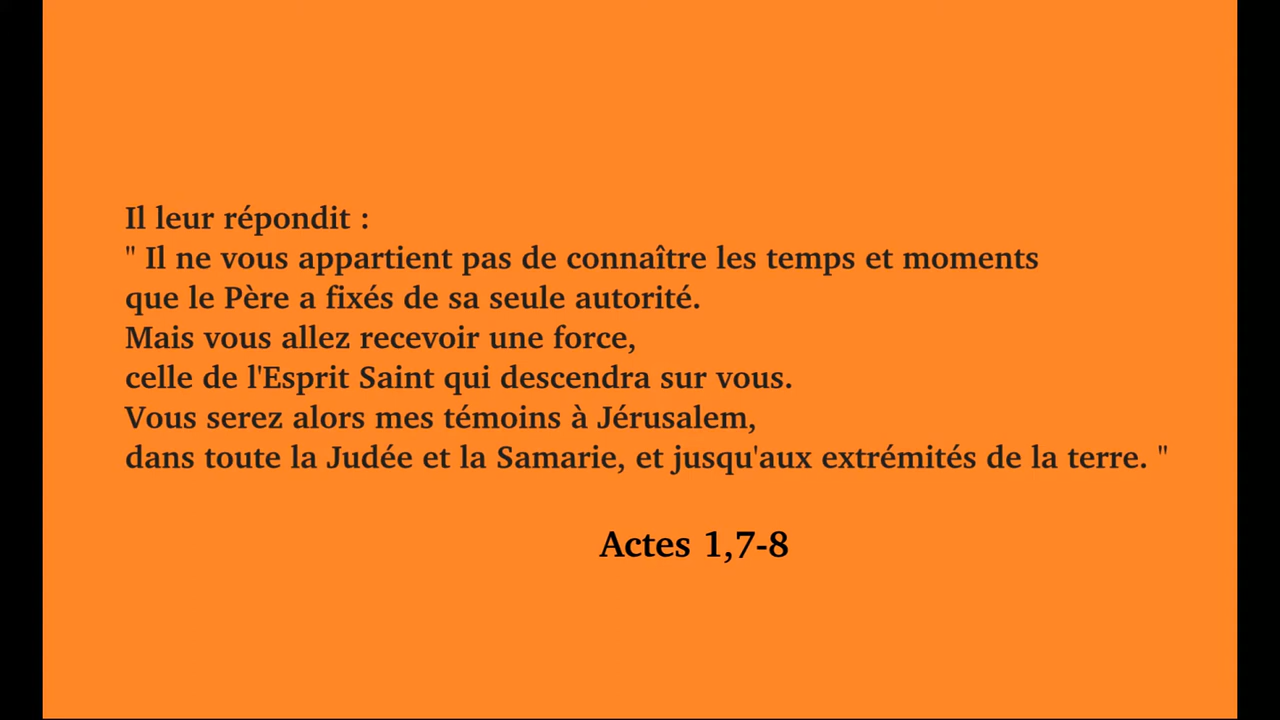 Il leur répondit :
" Il ne vous appartient pas de connaître les temps et moments
que le Père a fixés de sa seule autorité.
Mais vous allez recevoir une force,
celle de l'Esprit Saint qui descendra sur vous.
Vous serez alors mes témoins à Jérusalem,
dans toute la Judée et la Samarie, et jusqu'aux extrémités de la terre. "
Actes 1,7-8